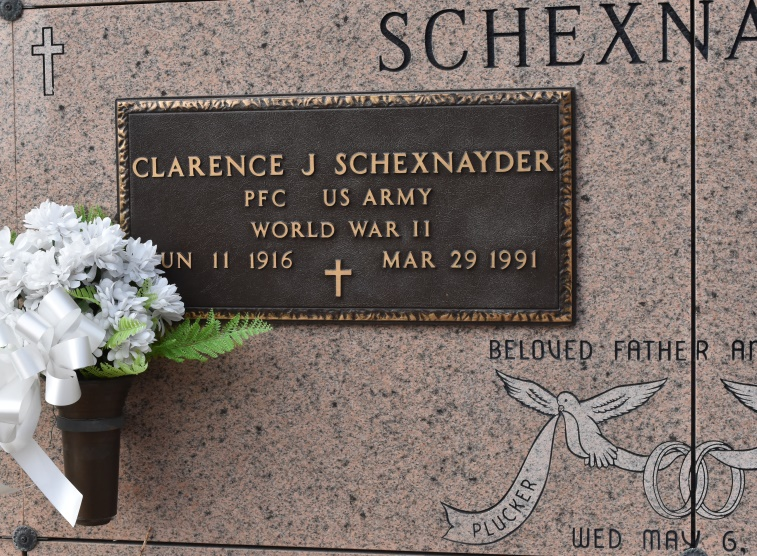 SCHEXNA
CLARENCE J SCHEXNAYDER
PFC US ARMY
WORLD WAR II
UN 11 1916 MAR 29 1991
BELOVED FATHER AN
PLUCKER
WED MAY 6,